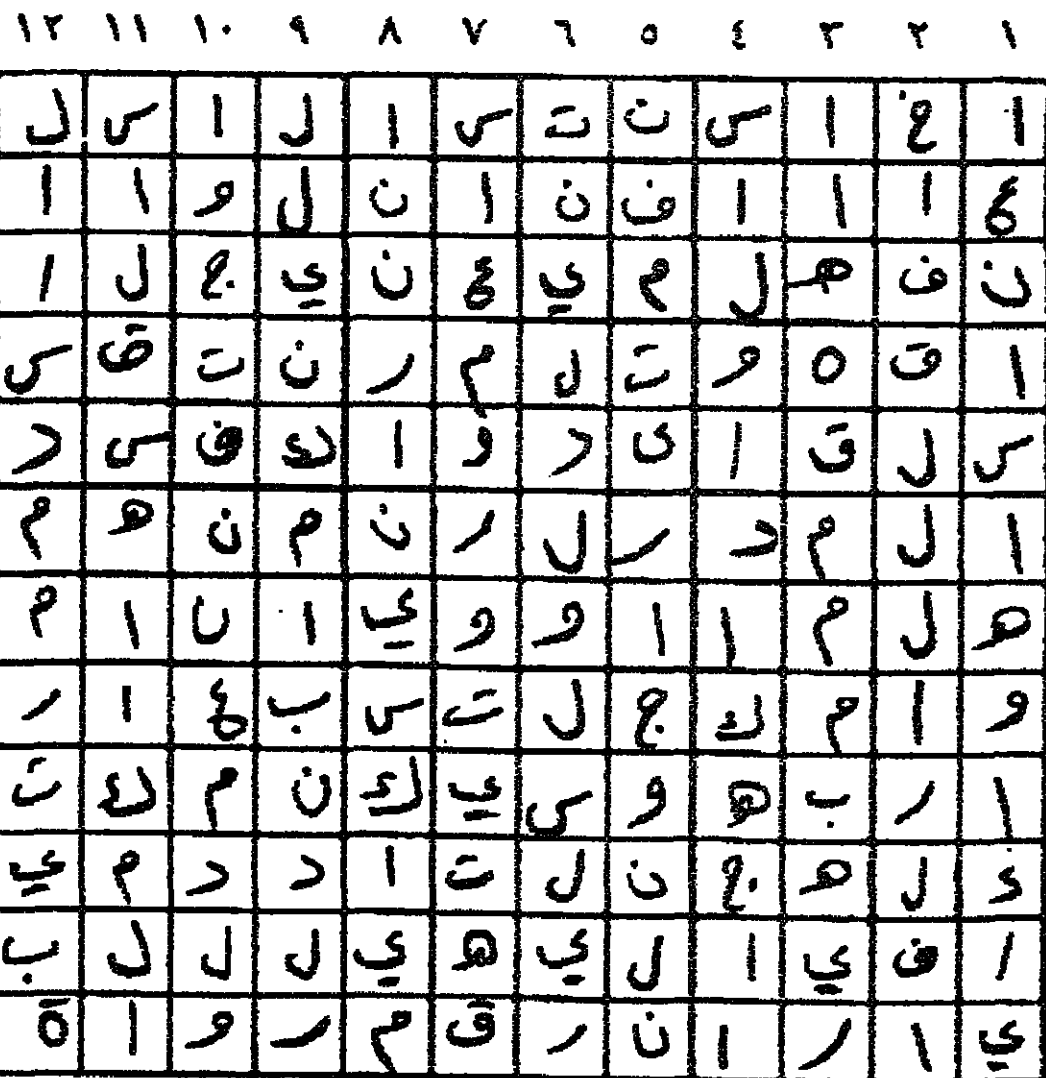 ١ ٢ ٣ ٤ ٥ ٦ ٧ ٨ ٩ ١٠ ١١ ١٢
ا خ ا س ن ت س ا ل ا س ل
ع ا ا ا ف ن ا ن ل و ا ا
ن ف ه ل م ي ع ن ي ج ل ا
ا ق ه و ت ل م ر ن ت ق س
س ل ق ا ى د و ا ك ف س د
ا ل م د ر ل ر ن م ن ه م
ه ل م ا ا و و ي ا ن ا م
و ا م ك ج ل ت س ب ع ا ر
ا ر ب ه و س ي ك ن م ك ت
ل ه ج ن ل ت ا د د م ي
ا ف ي ا ل ي ه ي ل ل ل ب
ي ا ر ا ن ر ق م ر و ا ة